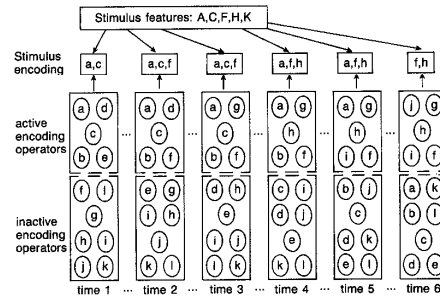 Stimulus features: A,C,F,H,K
Stimulus encoding a,c a,c,f a,c,f a,f,h a,f,h f,h
a d a d a g a g a g j g
active encoding operators c ... c ... c ... h ... h ... h
b e b f b f b f i f i f
f l e g d h c i b j a k
g i h e d j c b l
inactive encoding operators h i j i j e d k c
j k k l k l k l e l d e
time 1 ... time 2 ... time 3 ... time 4 ... time 5 ... time 6